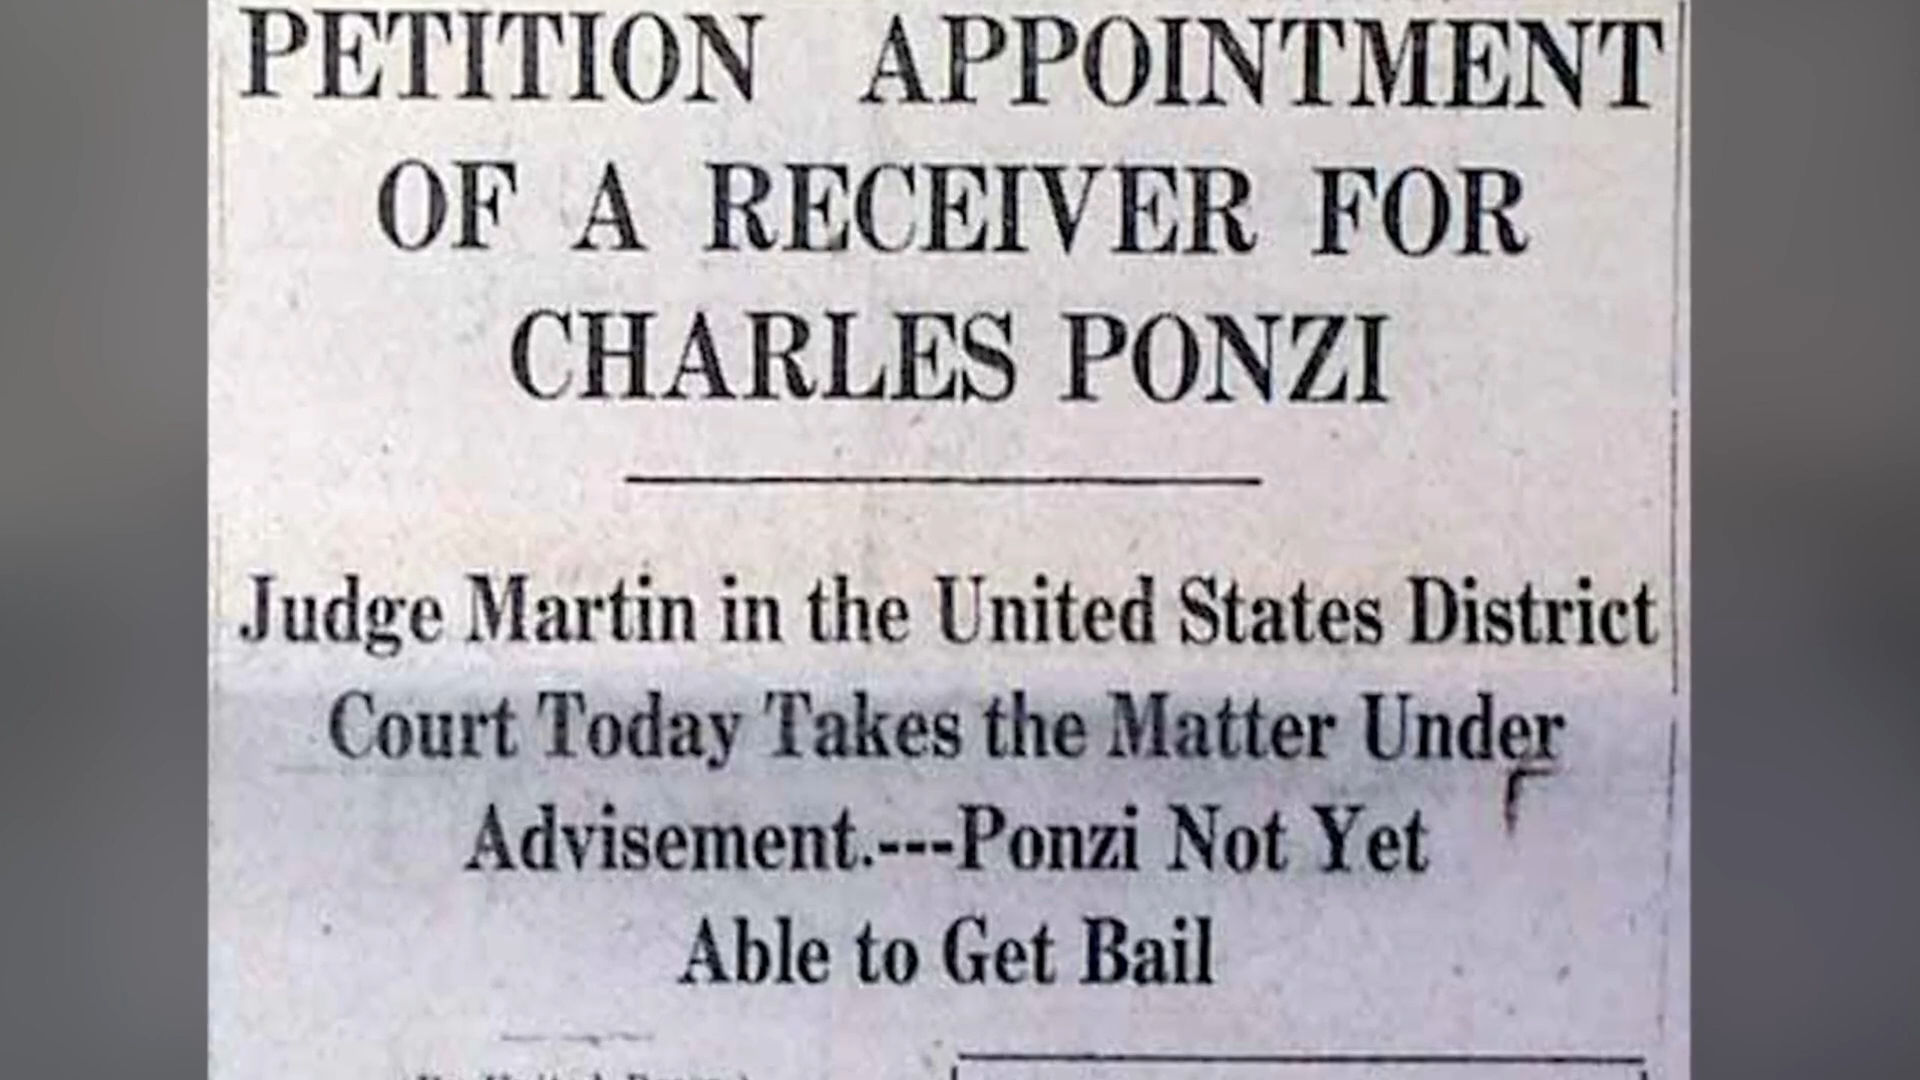 PETITION APPOINTMENT
OF A RECEIVER FOR
CHARLES PONZI
Judge Martin in the United States District
Court Today Takes the Matter Under
Advisement.---Ponzi Not Yet
Able to Get Bail